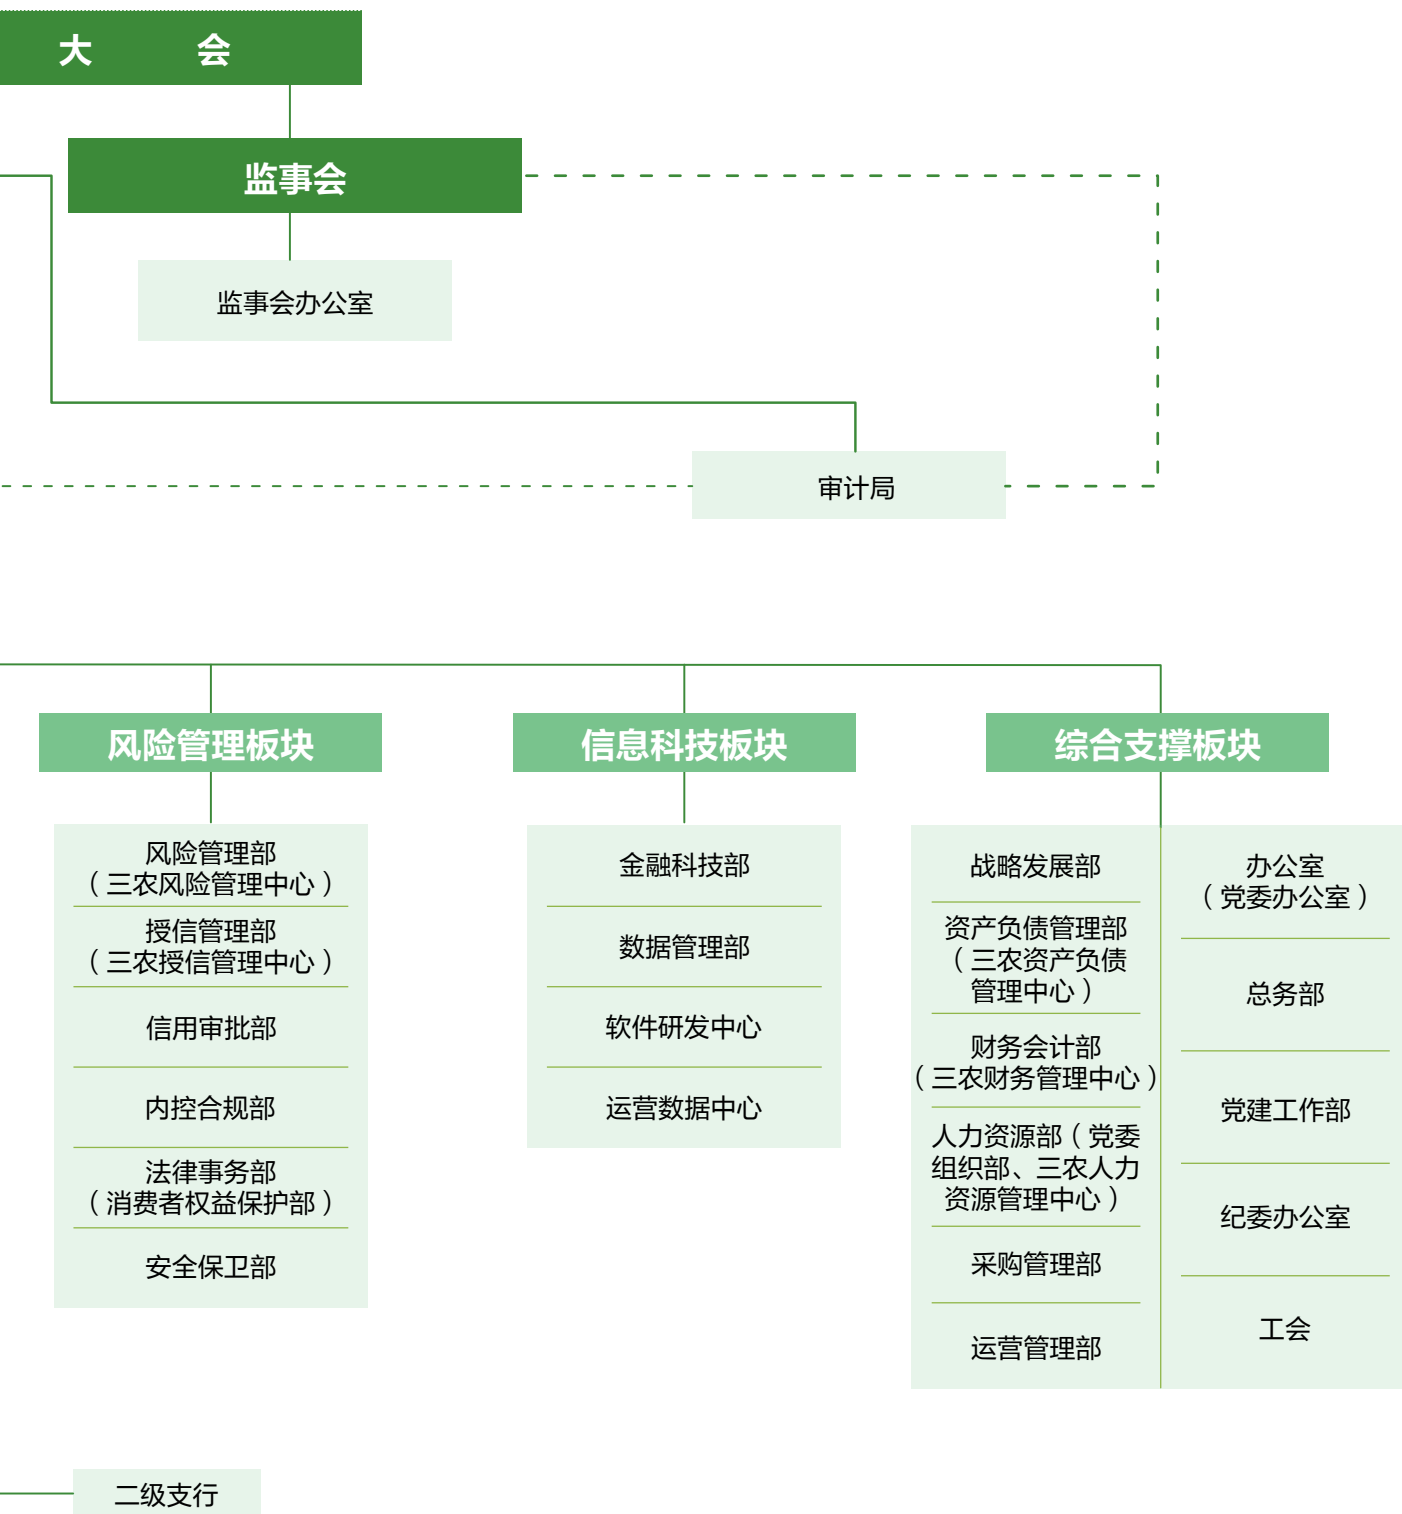 大 会
监事会
监事会办公室
审计局
风险管理板块
风险管理部
（三农风险管理中心）
授信管理部
（三农授信管理中心）
信用审批部
内控合规部
法律事务部
（消费者权益保护部）
安全保卫部
信息科技板块
金融科技部
数据管理部
软件研发中心
运营数据中心
综合支撑板块
战略发展部
资产负债管理部
（三农资产负债
管理中心）
财务会计部
（三农财务管理中心）
人力资源部（党委
组织部、三农人力
资源管理中心）
采购管理部
运营管理部
办公室
（党委办公室）
总务部
党建工作部
纪委办公室
工会
二级支行